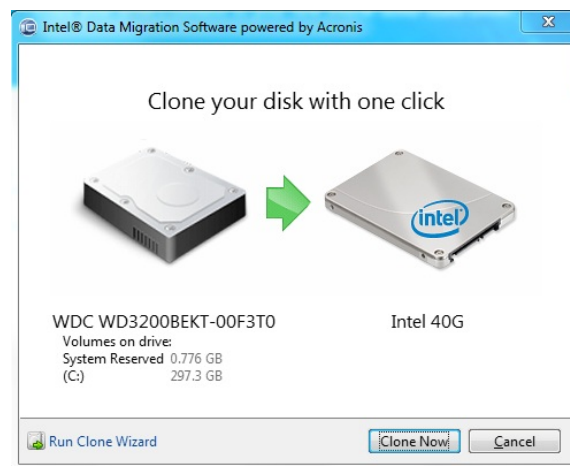 Intel® Data Migration Software powered by Acronis
X
Clone your disk with one click
intel
WDC WD3200BEKT-00F3T0
Intel 40G
Volumes on drive:
System Reserved 0.776 GB
(C:) 297.3 GB
Run Clone Wizard
Clone Now
Cancel